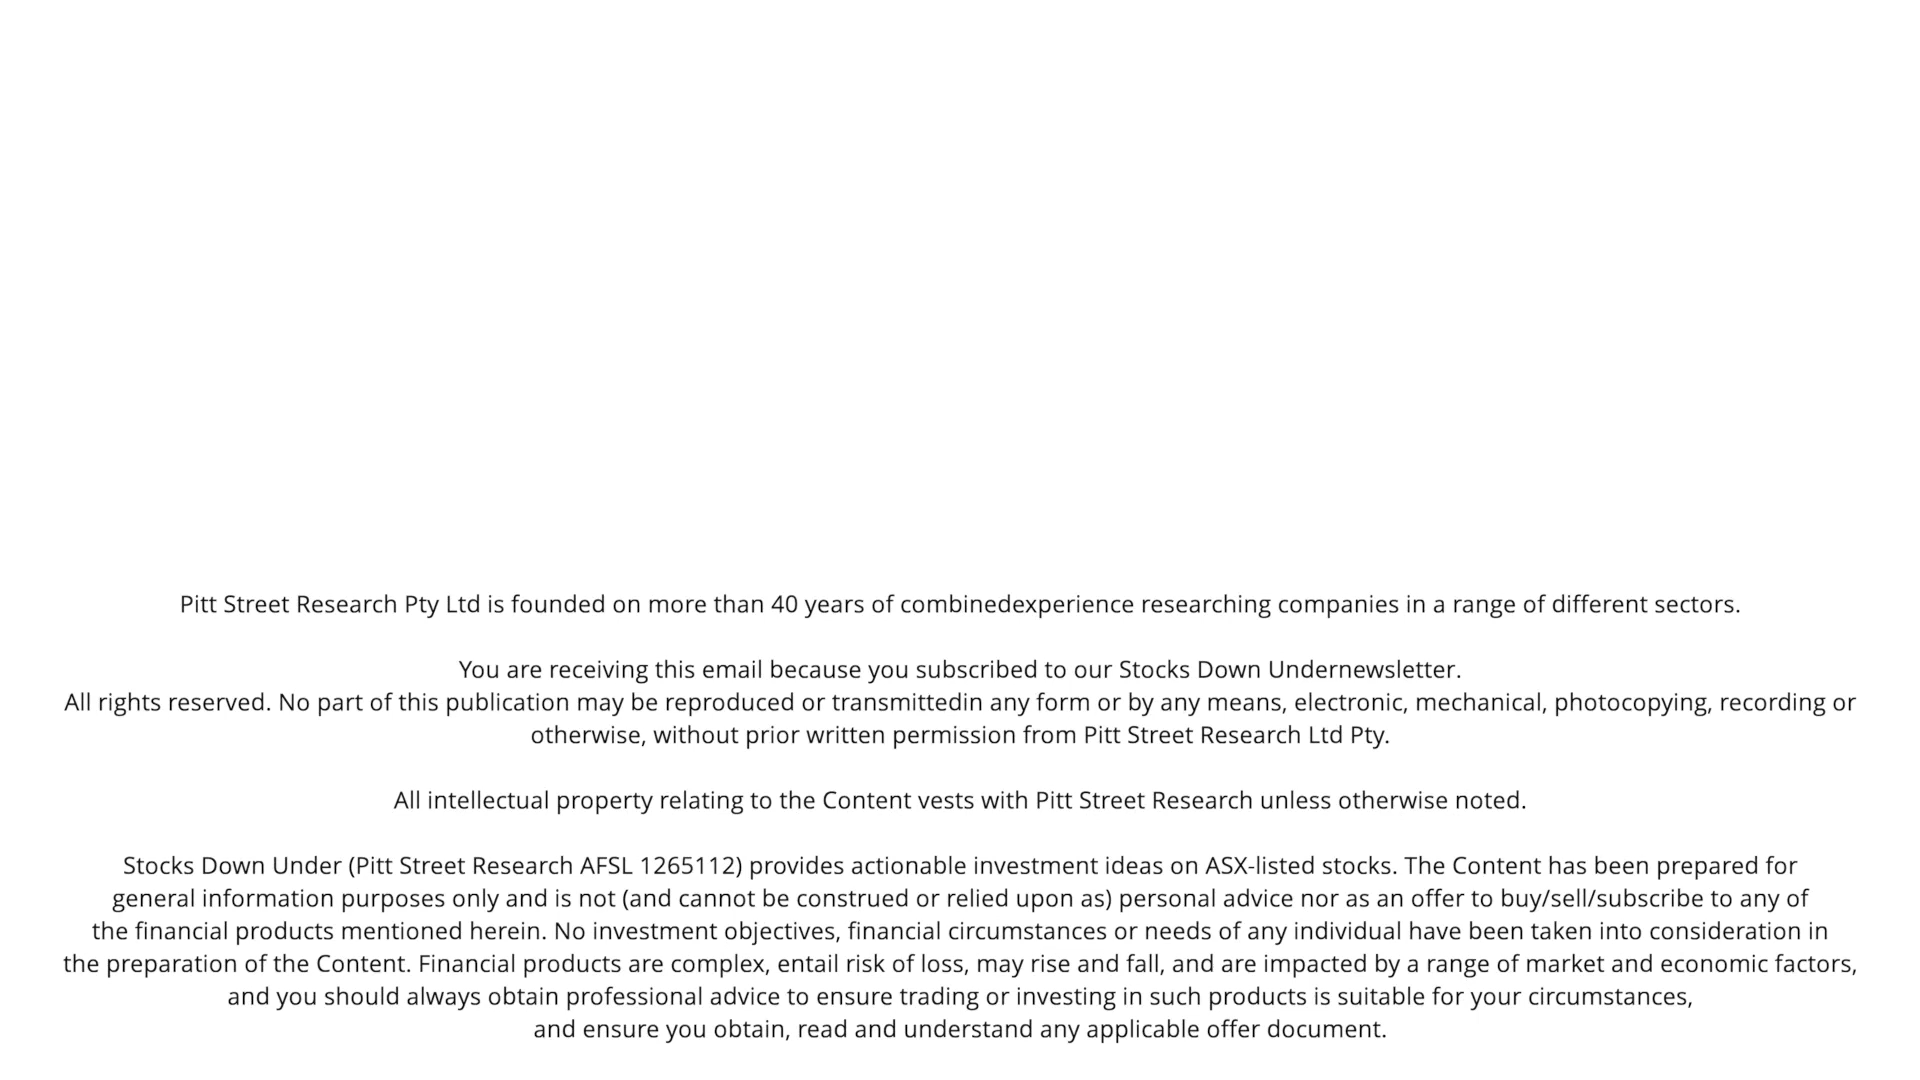 Pitt Street Research Pty Ltd is founded on more than 40 years of combinedexperience researching companies in a range of different sectors.
You are receiving this email because you subscribed to our Stocks Down Undernewsletter.
All rights reserved. No part of this publication may be reproduced or transmittedin any form or by any means, electronic, mechanical, photocopying, recording or
otherwise, without prior written permission from Pitt Street Research Ltd Pty.
All intellectual property relating to the Content vests with Pitt Street Research unless otherwise noted.
Stocks Down Under (Pitt Street Research AFSL 1265112) provides actionable investment ideas on ASX-listed stocks. The Content has been prepared for
general information purposes only and is not (and cannot be construed or relied upon as) personal advice nor as an offer to buy/sell/subscribe to any of
the financial products mentioned herein. No investment objectives, financial circumstances or needs of any individual have been taken into consideration in
the preparation of the Content. Financial products are complex, entail risk of loss, may rise and fall, and are impacted by a range of market and economic factors,
and you should always obtain professional advice to ensure trading or investing in such products is suitable for your circumstances,
and ensure you obtain, read and understand any applicable offer document.